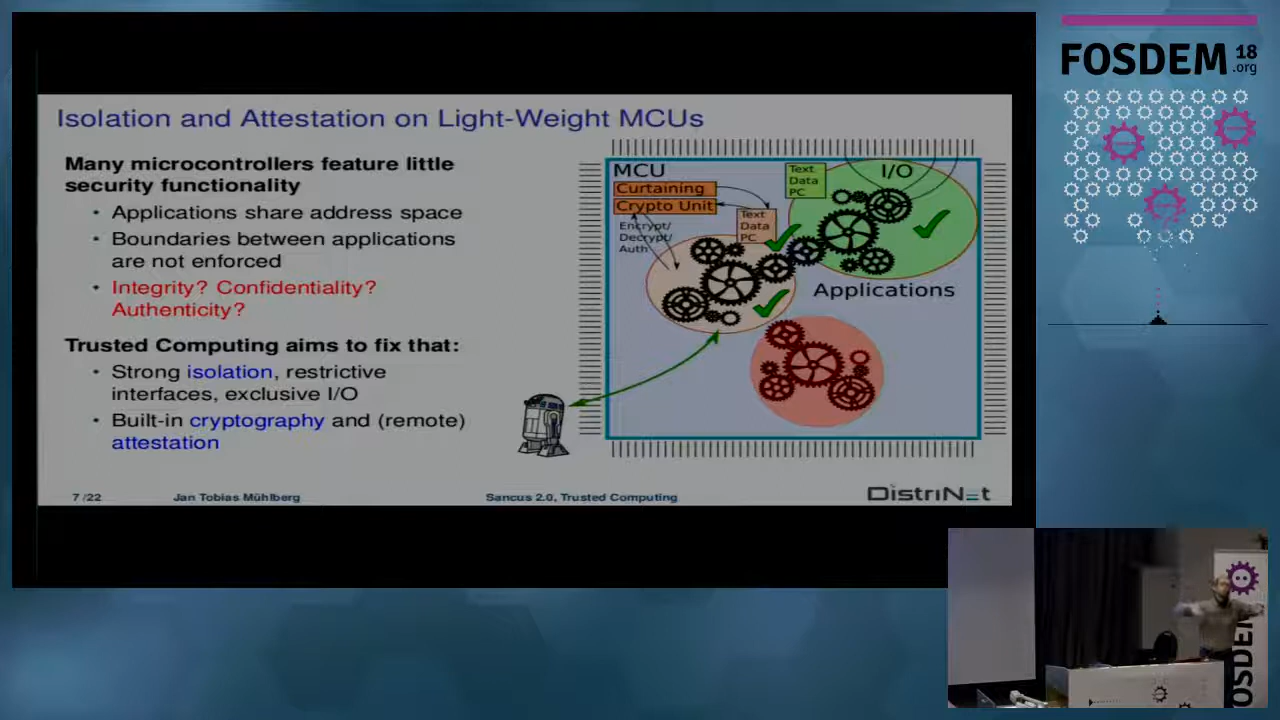 Isolation and Attestation on Light-Weight MCUs
Many microcontrollers feature little
security functionality
• Applications share address space
• Boundaries between applications
are not enforced
• Integrity? Confidentiality?
Authenticity?
Trusted Computing aims to fix that:
• Strong isolation, restrictive
interfaces, exclusive I/O
• Built-in cryptography and (remote)
attestation
MCU
Curtaining
Crypto Unit
Encrypt/
Decrypt/
Auth
Text
Data
PC
Text
Data
PC
I/O
Applications
7 /22
Jan Tobias Mühlberg
Sancus 2.0, Trusted Computing
DistriNet
FOSDEM 18
.org
FOSDEM